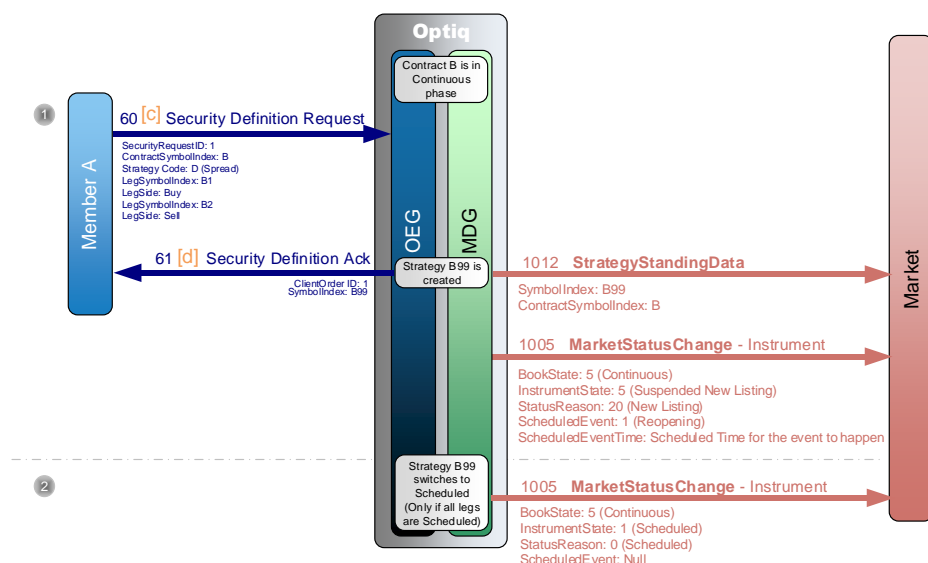 Optiq
Contract B is in
Continuous
phase
1
60 [c] Security Definition Request
SecurityRequestID: 1
ContractSymbolIndex: B
Strategy Code: D (Spread)
LegSymbolIndex: B1
LegSide: Buy
LegSymbolIndex: B2
LegSide: Sell
Member A
OEG
MDG
Market
61 [d] Security Definition Ack
ClientOrder ID: 1
SymbolIndex: B99
Strategy B99 is
created
1012 StrategyStandingData
SymbolIndex: B99
ContractSymbolIndex: B
1005 MarketStatusChange - Instrument
BookState: 5 (Continuous)
InstrumentState: 5 (Suspended New Listing)
StatusReason: 20 (New Listing)
ScheduledEvent: 1 (Reopening)
ScheduledEventTime: Scheduled Time for the event to happen
2
Strategy B99
switches to
Scheduled
(Only if all legs
are Scheduled)
1005 MarketStatusChange - Instrument
BookState: 5 (Continuous)
InstrumentState: 1 (Scheduled)
StatusReason: 0 (Scheduled)
ScheduledEvent: Null